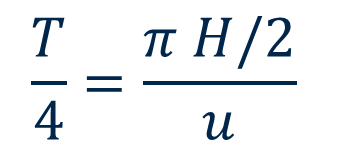 T/4 = π H/2 / u